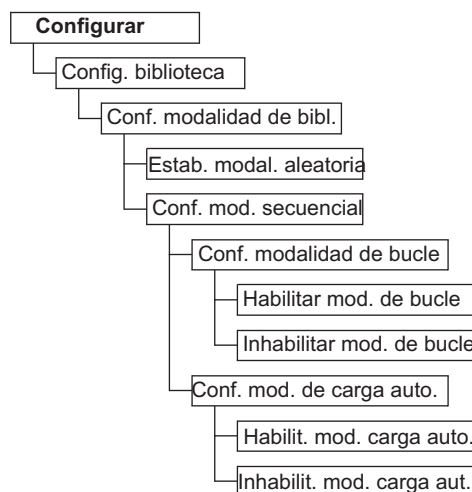 Configurar
Config. biblioteca
Conf. modalidad de bibl.
Estab. modal. aleatoria
Conf. mod. secuencial
Conf. modalidad de bucle
Habilitar mod. de bucle
Inhabilitar mod. de bucle
Conf. mod. de carga auto.
Habilit. mod. carga auto.
Inhabilit. mod. carga aut.